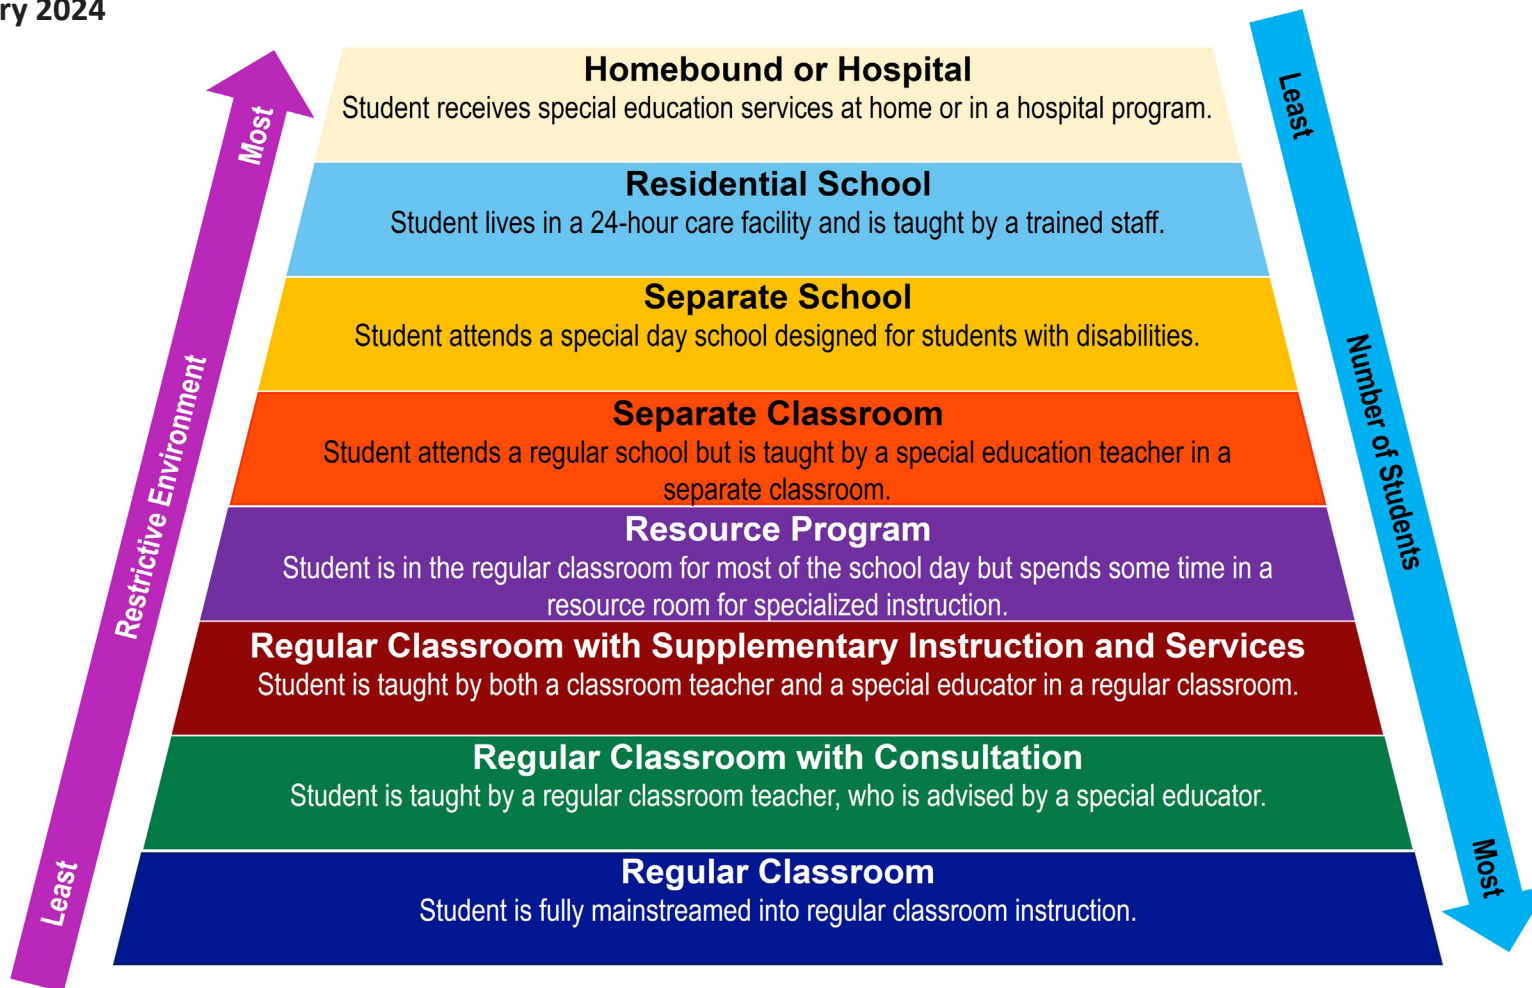 ry 2024
Homebound or Hospital
Student receives special education services at home or in a hospital program.
Residential School
Student lives in a 24-hour care facility and is taught by a trained staff.
Separate School
Student attends a special day school designed for students with disabilities.
Separate Classroom
Student attends a regular school but is taught by a special education teacher in a
separate classroom.
Resource Program
Student is in the regular classroom for most of the school day but spends some time in a
resource room for specialized instruction.
Regular Classroom with Supplementary Instruction and Services
Student is taught by both a classroom teacher and a special educator in a regular classroom.
Regular Classroom with Consultation
Student is taught by a regular classroom teacher, who is advised by a special educator.
Regular Classroom
Student is fully mainstreamed into regular classroom instruction.
Most
Restrictive Environment
Least
Least
Number of Students
Most